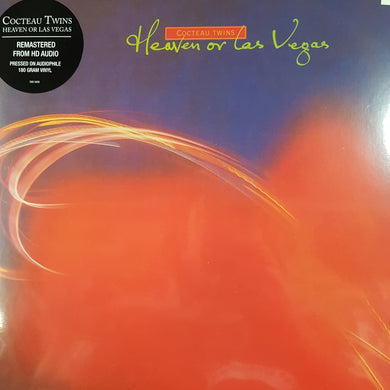 COCTEAU TWINS
HEAVEN OR LAS VEGAS
REMASTERED
FROM HD AUDIO
PRESSED ON AUDIOPHILE
180 GRAM VINYL
COCTEAU TWINS
Heaven or Las Vegas